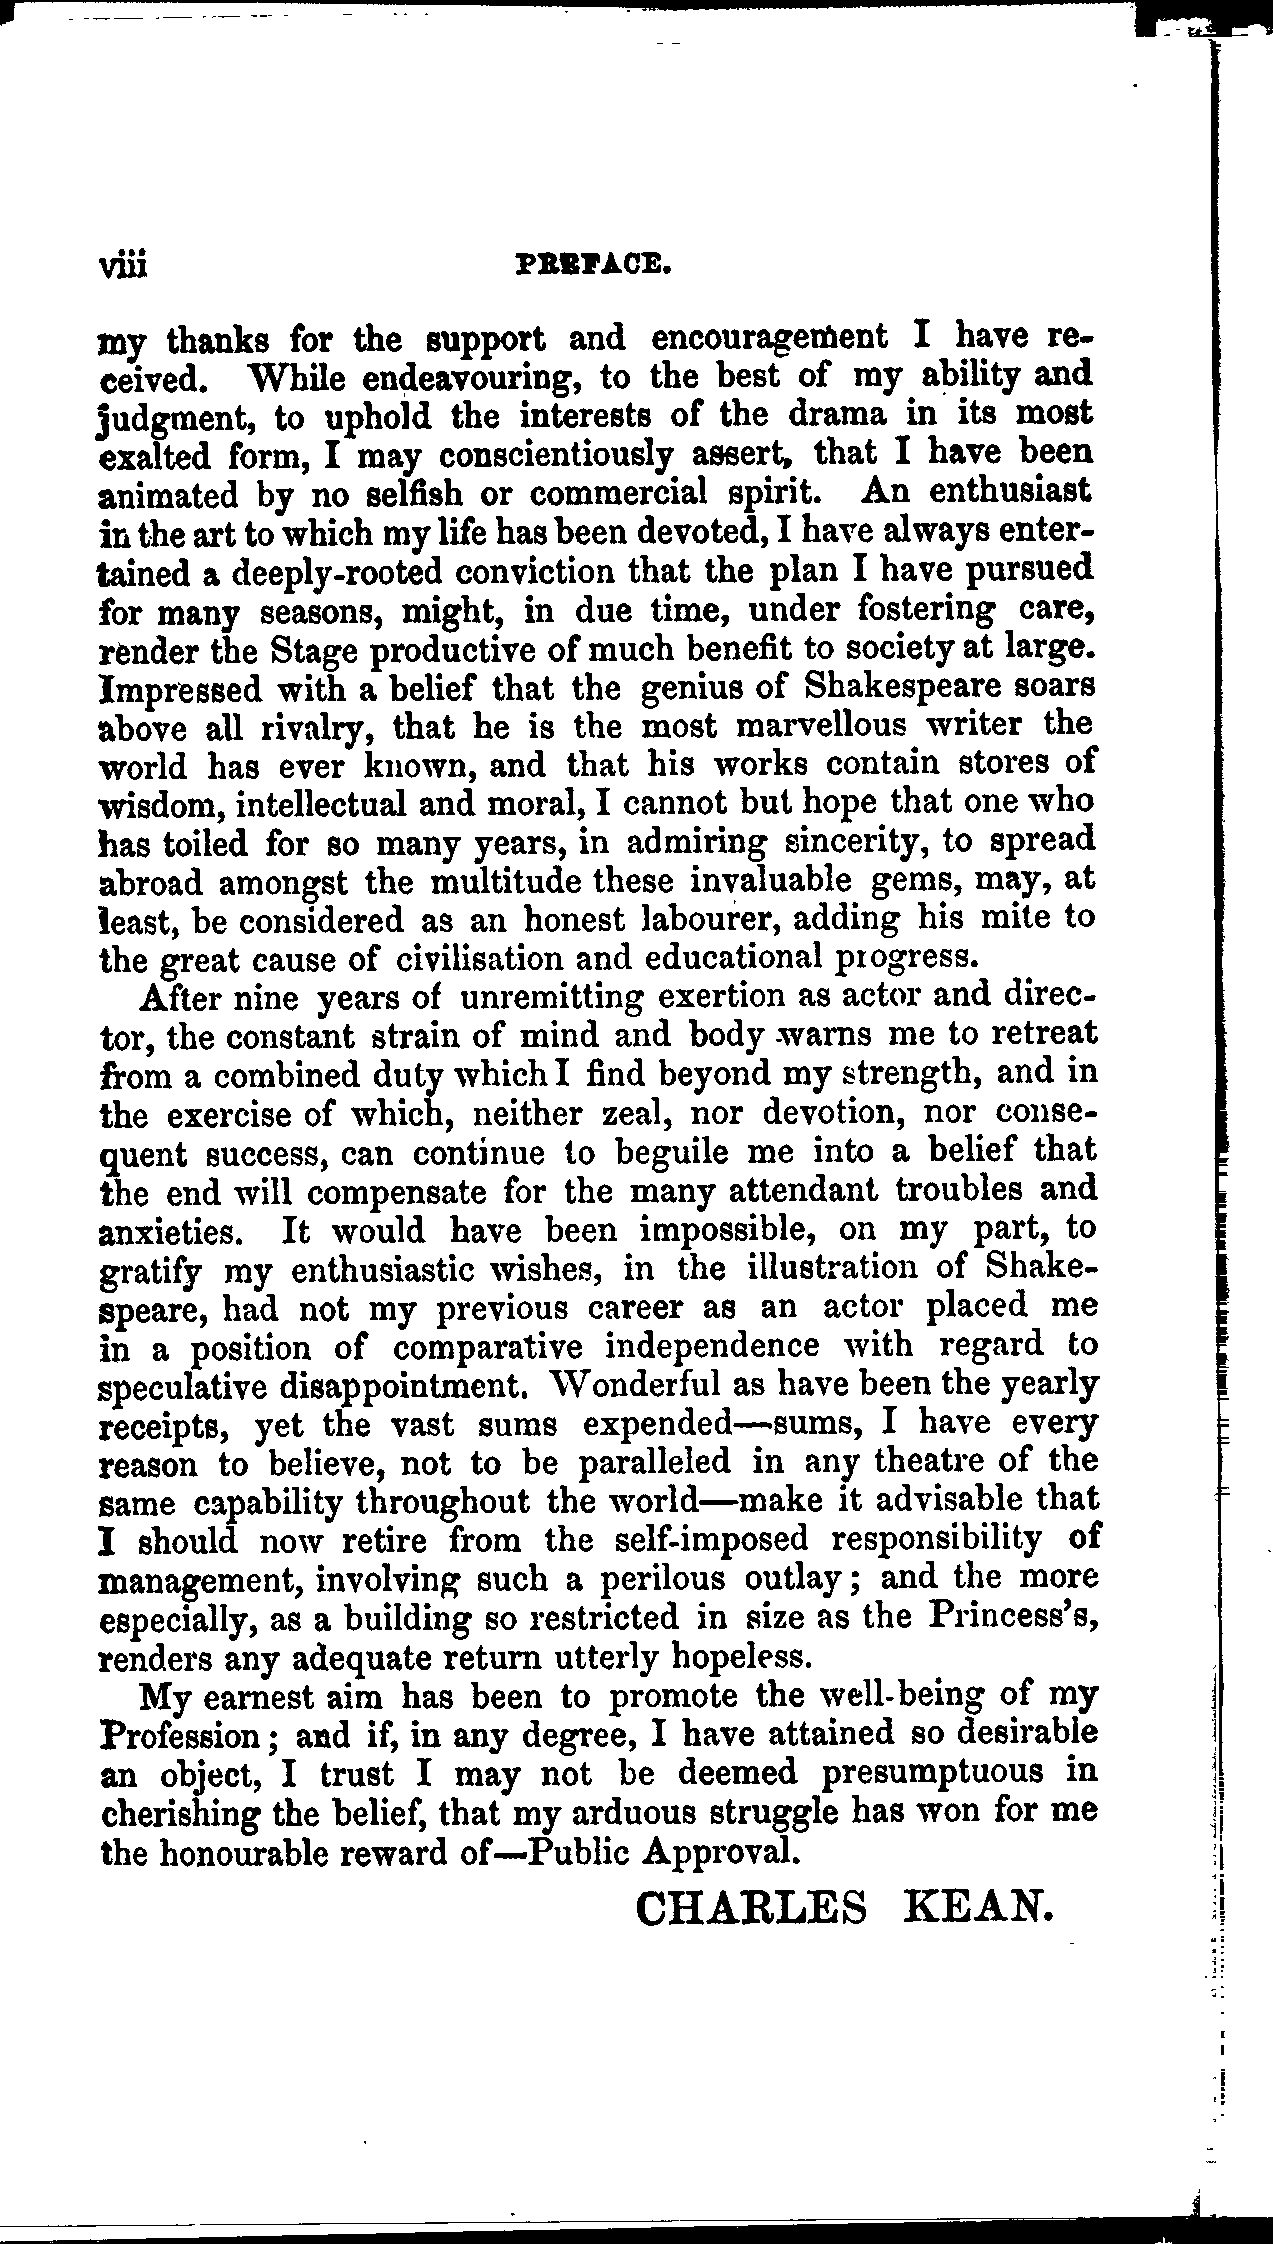 viii PREFACE.
my thanks for the support and encouragement I have re-
ceived. While endeavouring, to the best of my ability and
judgment, to uphold the interests of the drama in its most
exalted form, I may conscientiously assert, that I have been
animated by no selfish or commercial spirit. An enthusiast
in the art to which my life has been devoted, I have always enter-
tained a deeply-rooted conviction that the plan I have pursued
for many seasons, might, in due time, under fostering care,
render the Stage productive of much benefit to society at large.
Impressed with a belief that the genius of Shakespeare soars
above all rivalry, that he is the most marvellous writer the
world has ever known, and that his works contain stores of
wisdom, intellectual and moral, I cannot but hope that one who
has toiled for so many years, in admiring sincerity, to spread
abroad amongst the multitude these invaluable gems, may, at
least, be considered as an honest labourer, adding his mite to
the great cause of civilisation and educational progress.
After nine years of unremitting exertion as actor and direc-
tor, the constant strain of mind and body warns me to retreat
from a combined duty which I find beyond my strength, and in
the exercise of which, neither zeal, nor devotion, nor conse-
quent success, can continue to beguile me into a belief that
the end will compensate for the many attendant troubles and
anxieties. It would have been impossible, on my part, to
gratify my enthusiastic wishes, in the illustration of Shake-
speare, had not my previous career as an actor placed me
in a position of comparative independence with regard to
speculative disappointment. Wonderful as have been the yearly
receipts, yet the vast sums expended—sums, I have every
reason to believe, not to be paralleled in any theatre of the
same capability throughout the world—make it advisable that
I should now retire from the self-imposed responsibility of
management, involving such a perilous outlay; and the more
especially, as a building so restricted in size as the Princess's,
renders any adequate return utterly hopeless.
My earnest aim has been to promote the well-being of my
Profession; and if, in any degree, I have attained so desirable
an object, I trust I may not be deemed presumptuous in
cherishing the belief, that my arduous struggle has won for me
the honourable reward of—Public Approval.
CHARLES KEAN.